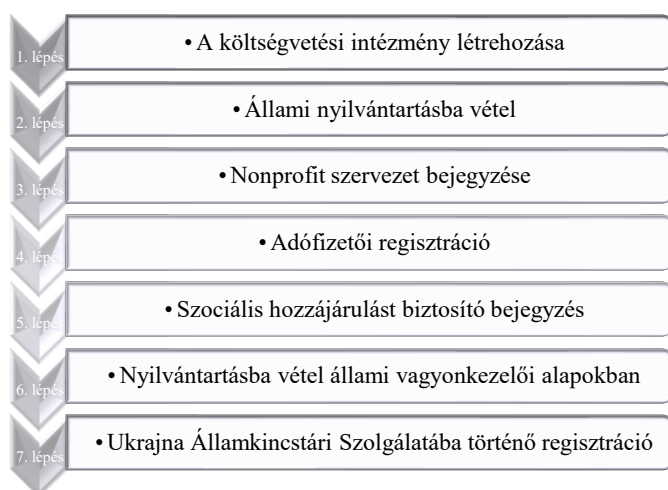 1. lépés
• A költségvetési intézmény létrehozása
2. lépés
• Állami nyilvántartásba vétel
3. lépés
• Nonprofit szervezet bejegyzése
4. lépés
• Adófizetői regisztráció
5. lépés
• Szociális hozzájárulást biztosító bejegyzés
6. lépés
• Nyilvántartásba vétel állami vagyonkezelői alapokban
7. lépés
• Ukrajna Államkincstári Szolgálatába történő regisztráció